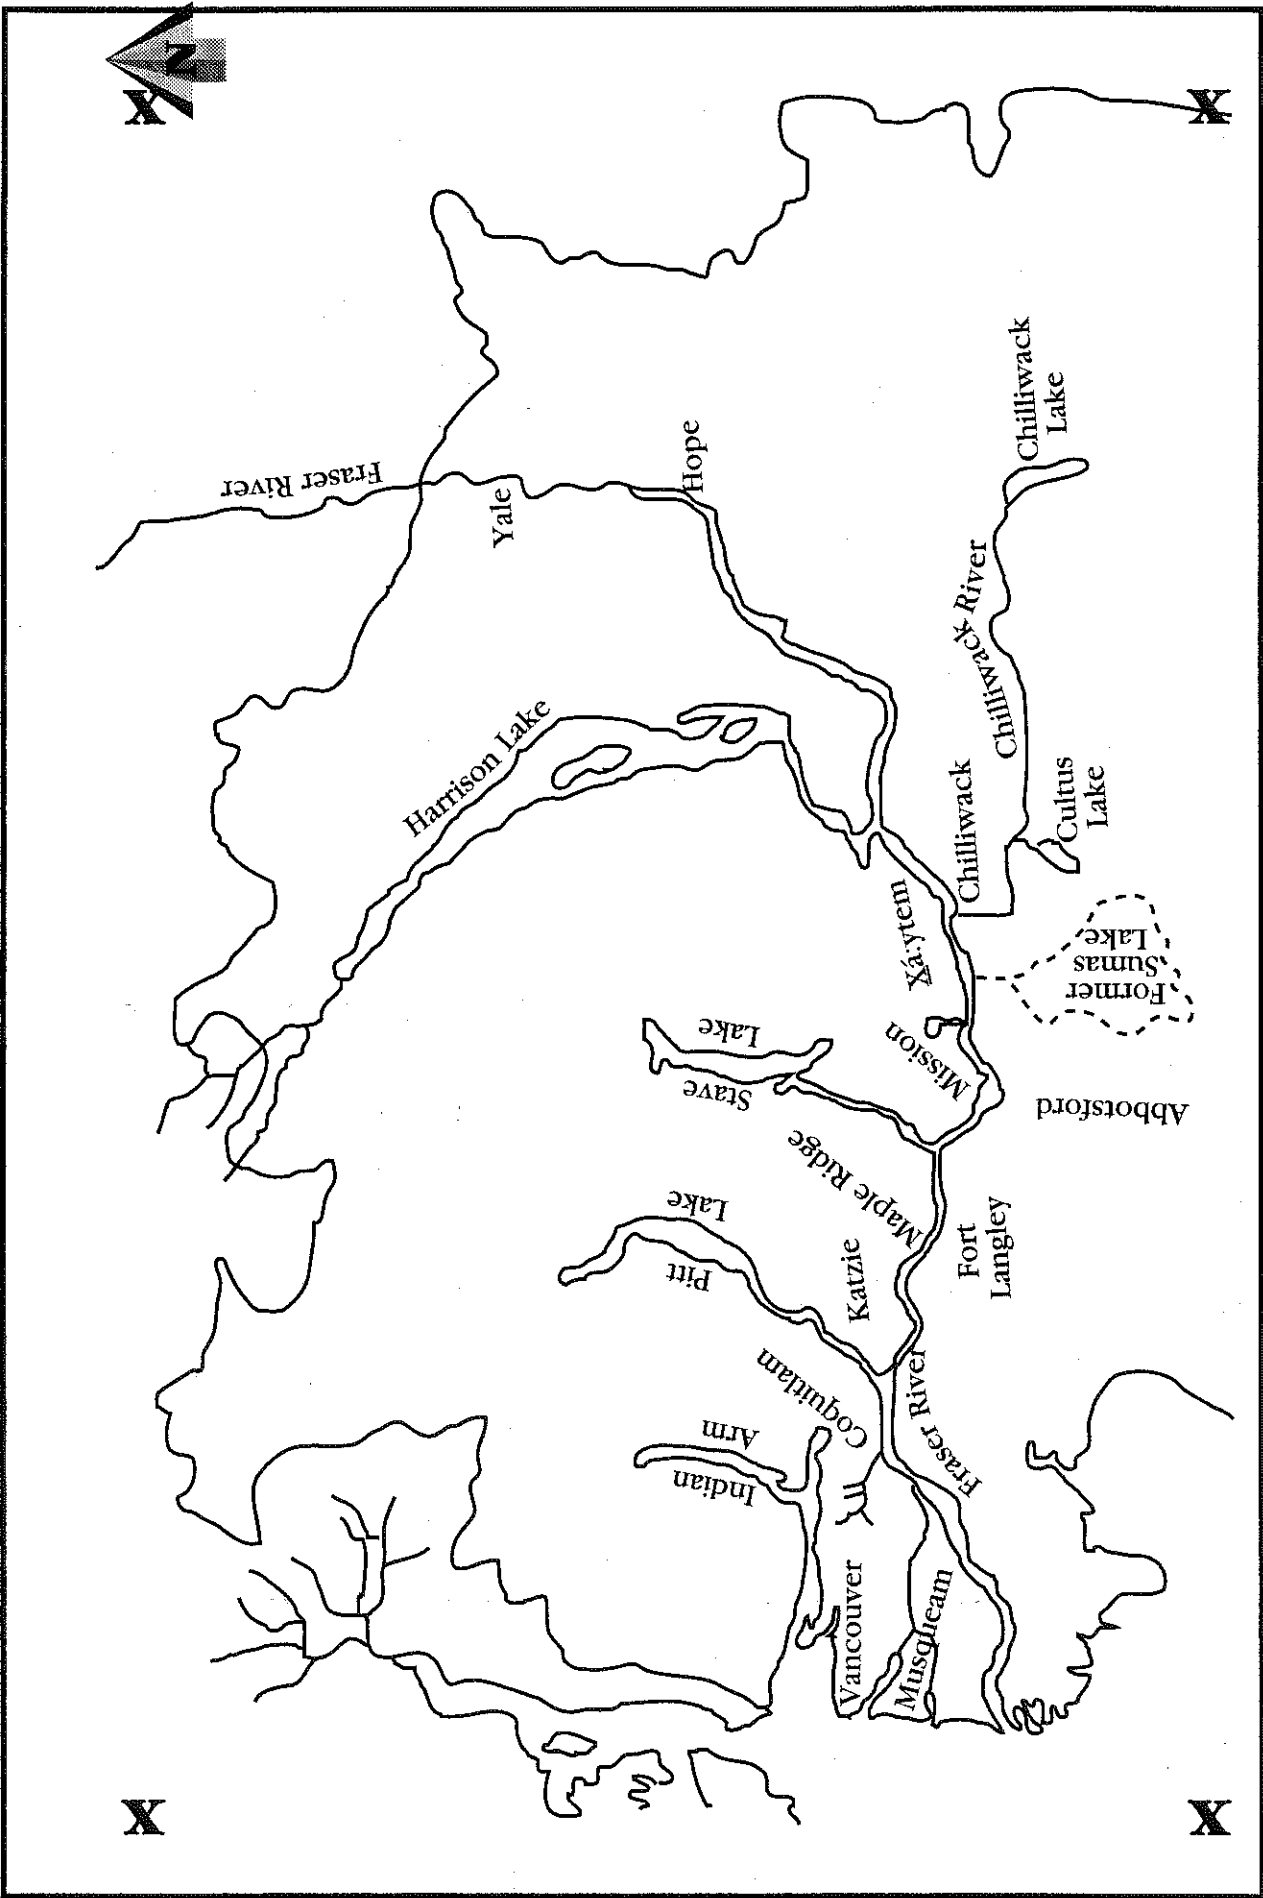 N
X
X
Fraser River
Yale
Hope
Harrison Lake
Chilliwack
Lake
Chilliwack River
Chilliwack
Cultus
Lake
X̱á:ytem
Former
Sumas
Lake
Mission
Stave
Lake
Abbotsford
Maple Ridge
Fort
Langley
Pitt
Lake
Katzie
Coquitlam
Fraser River
Indian
Arm
Vancouver
Musqueam
X
X